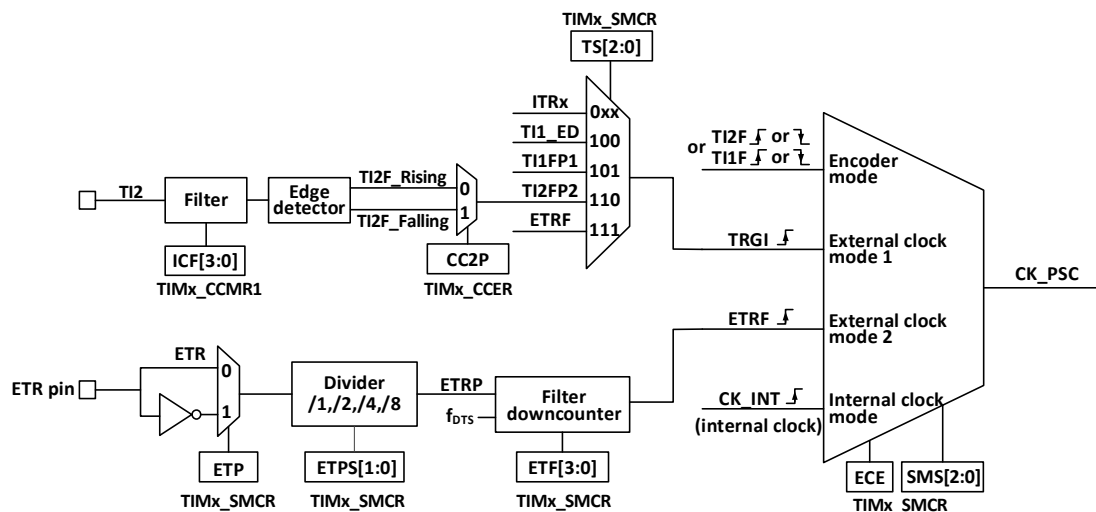 TIMx_SMCR
TS[2:0]
ITRx
0xx
TI1_ED
100
TI1FP1
101
TI2FP2
110
ETRF
111
TI2
Filter
Edge
detector
TI2F_Rising
TI2F_Falling
0
1
ICF[3:0]
TIMx_CCMR1
CC2P
TIMx_CCER
or
TI2F or
TI1F or
Encoder
mode
TRGI
External clock
mode 1
ETRF
External clock
mode 2
CK_INT
(internal clock)
Internal clock
mode
CK_PSC
ECE
SMS[2:0]
TIMx_SMCR
ETR pin
ETR
0
1
Divider
/1,/2,/4,/8
ETRP
fDTS
Filter
downcounter
ETP
TIMx_SMCR
ETPS[1:0]
TIMx_SMCR
ETF[3:0]
TIMx_SMCR